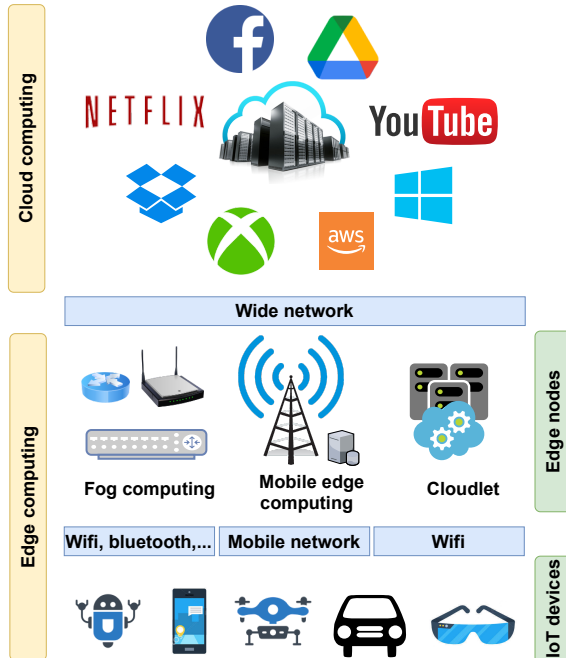 Cloud computing
NETFLIX
YouTube
aws
Wide network
Edge computing
Edge nodes
Fog computing
Mobile edge
computing
Cloudlet
Wifi, bluetooth,...
Mobile network
Wifi
IoT devices